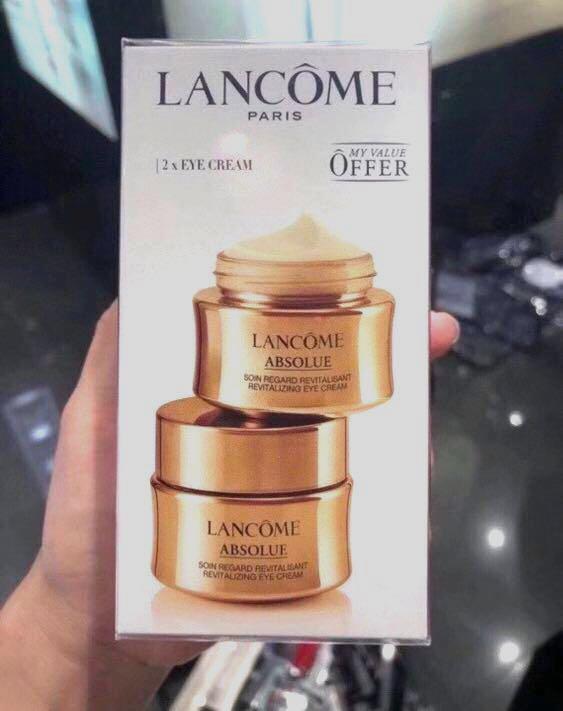 LANCÔME
PARIS
2 x EYE CREAM
MY VALUE
ÔFFER
LANCÔME
ABSOLUE
SOIN REGARD REVITALISANT
REVITALIZING EYE CREAM
LANCÔME
ABSOLUE
SOIN REGARD REVITALISANT
REVITALIZING EYE CREAM